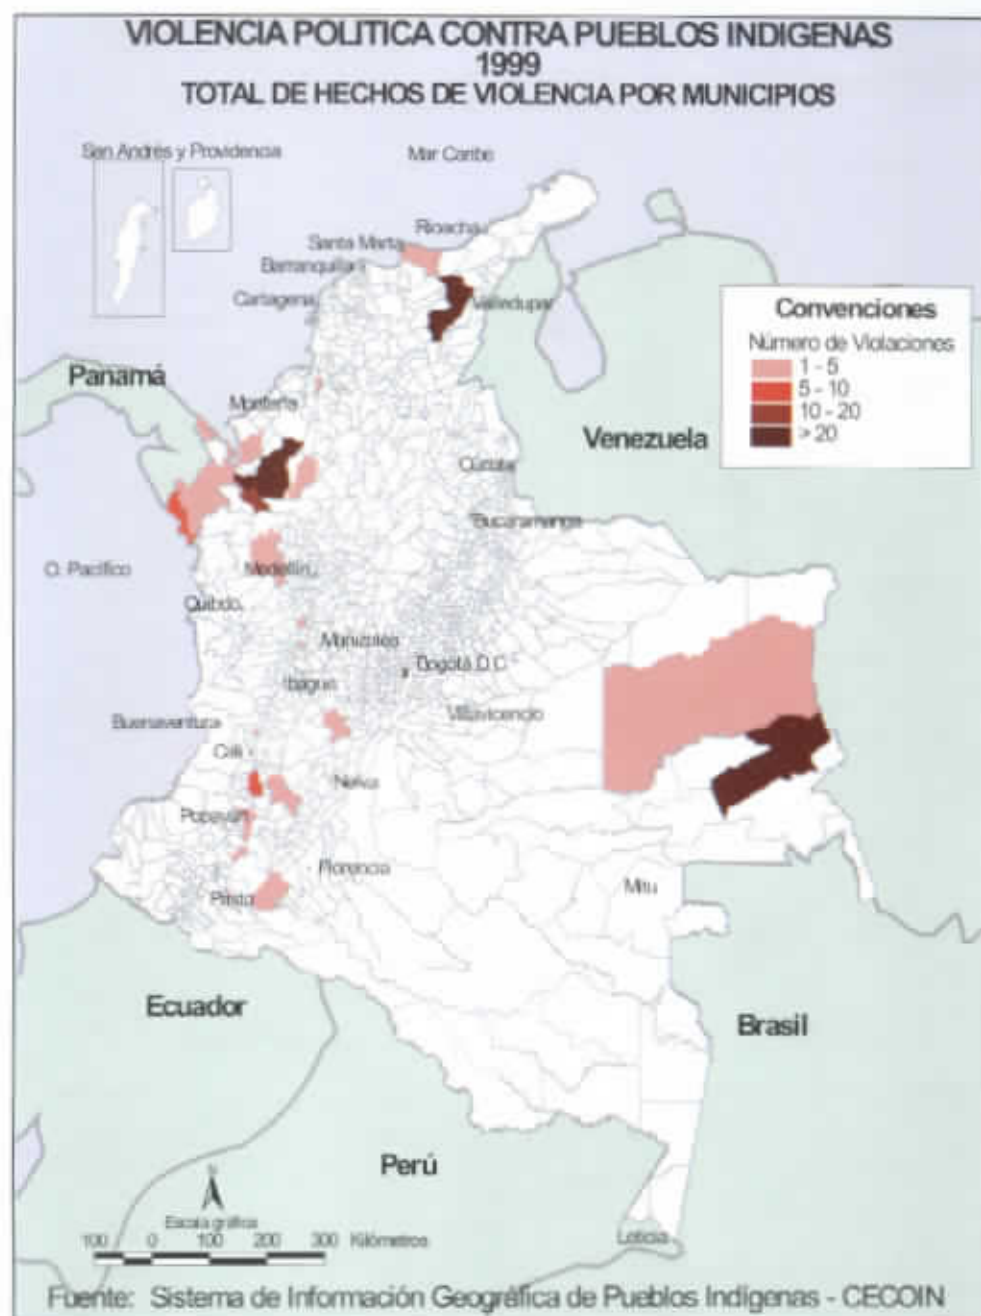 VIOLENCIA POLITICA CONTRA PUEBLOS INDIGENAS
1999
TOTAL DE HECHOS DE VIOLENCIA POR MUNICIPIOS
San Andrés y Providencia
Mar Caribe
Rioacha
Santa Marta
Barranquilla
Cartagena
Valledupar
Convenciones
Número de Violaciones
1 - 5
5 - 10
10 - 20
> 20
Panamá
Montería
Venezuela
Cúcuta
Bucaramanga
O. Pacífico
Medellín
Quibdo
Manizales
Bogotá D.C
Ibagué
Villavicencio
Buenaventura
Cali
Neiva
Popayán
Florencia
Mitu
Pasto
Ecuador
Brasil
Perú
N
Escala gráfica
100 0 100 200 300 Kilómetros
Leticia
Fuente: Sistema de Información Geográfica de Pueblos Indígenas - CECOIN